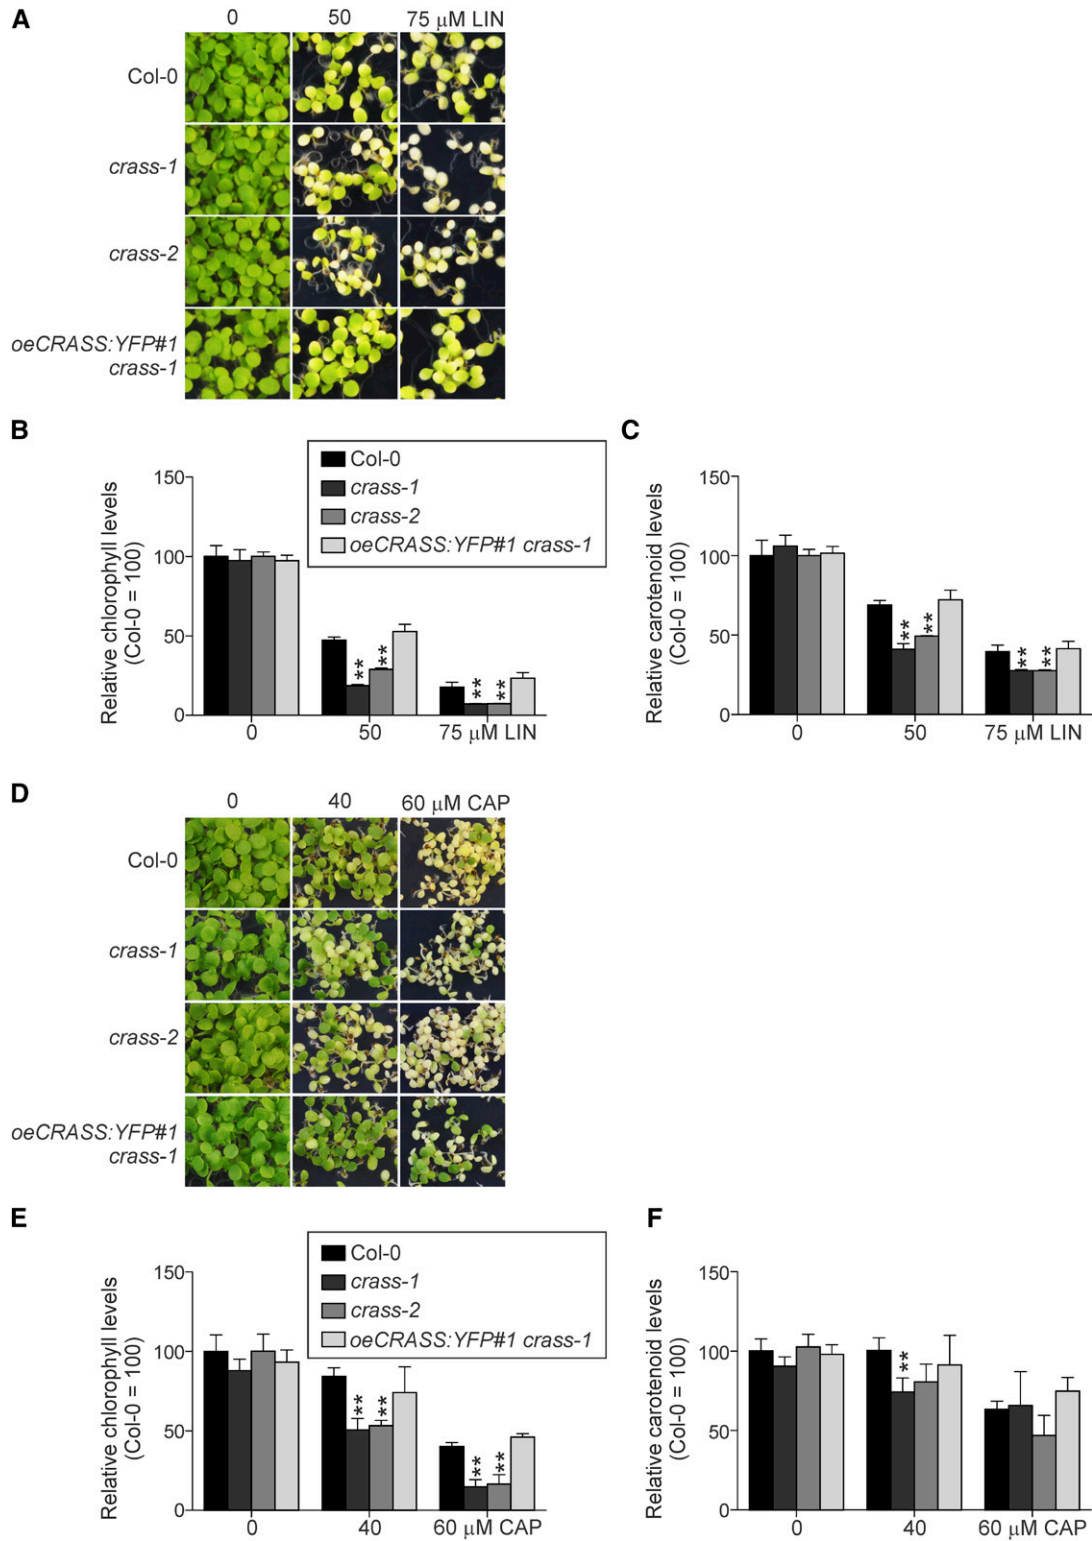 A
0 50 75 μM LIN
Col-0
crass-1
crass-2
oeCRASS:YFP#1
crass-1
B
Relative chlorophyll levels
(Col-0 = 100)
150
100
50
0
Col-0
crass-1
crass-2
oeCRASS:YFP#1 crass-1
** ** ** **
0 50 75 μM LIN
C
Relative carotenoid levels
(Col-0 = 100)
150
100
50
0
** ** ** **
0 50 75 μM LIN
D
0 40 60 μM CAP
Col-0
crass-1
crass-2
oeCRASS:YFP#1
crass-1
E
Relative chlorophyll levels
(Col-0 = 100)
150
100
50
0
Col-0
crass-1
crass-2
oeCRASS:YFP#1 crass-1
** ** ** **
0 40 60 μM CAP
F
Relative carotenoid levels
(Col-0 = 100)
150
100
50
0
**
0 40 60 μM CAP